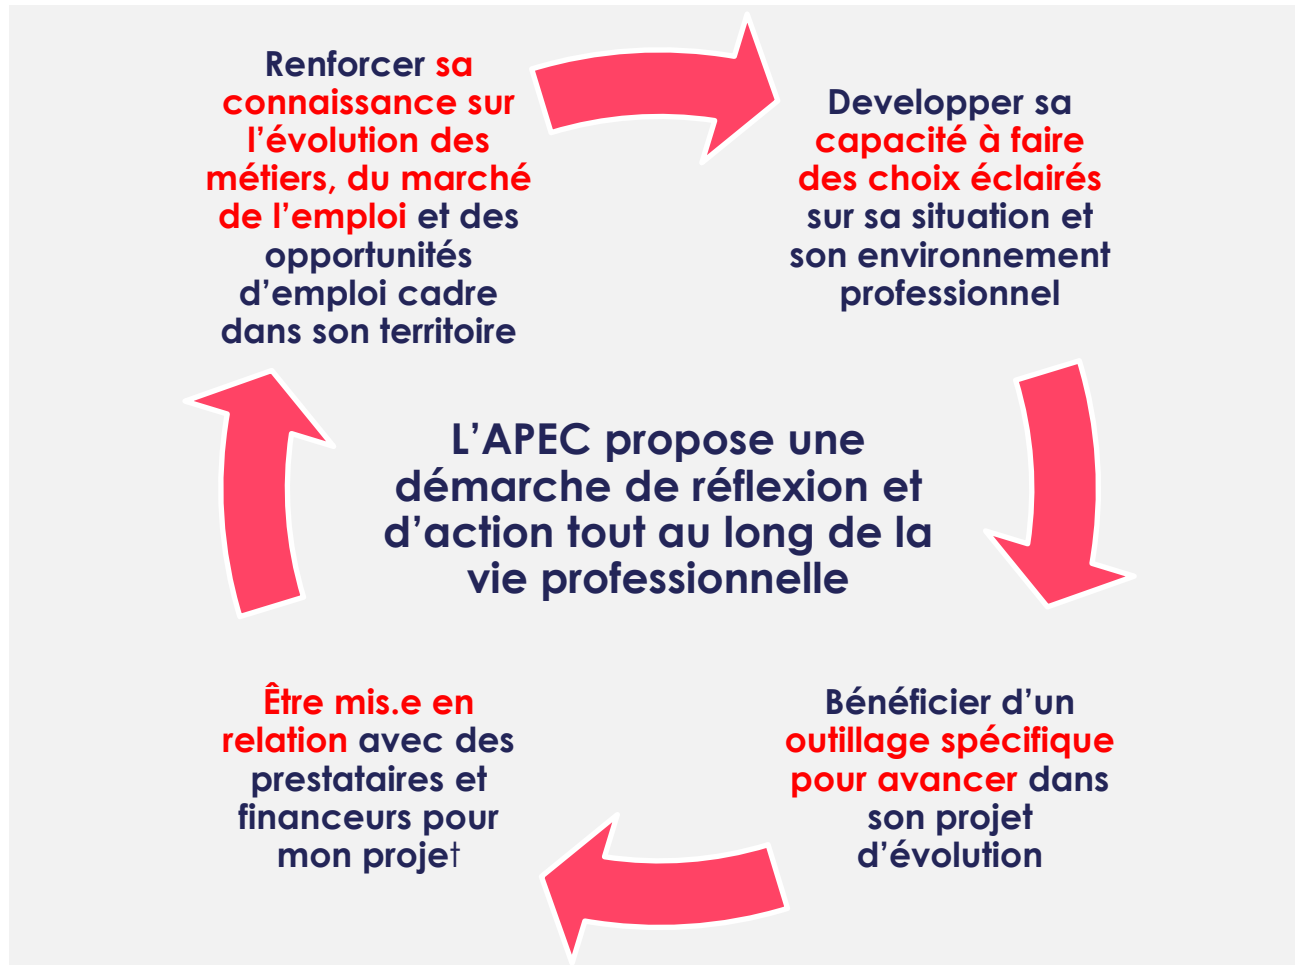 Renforcer sa
connaissance sur
l’évolution des
métiers, du marché
de l’emploi et des
opportunités
d’emploi cadre
dans son territoire
Developper sa
capacité à faire
des choix éclairés
sur sa situation et
son environnement
professionnel
L’APEC propose une
démarche de réflexion et
d’action tout au long de la
vie professionnelle
Être mis.e en
relation avec des
prestataires et
financeurs pour
mon projet
Bénéficier d’un
outillage spécifique
pour avancer dans
son projet
d’évolution